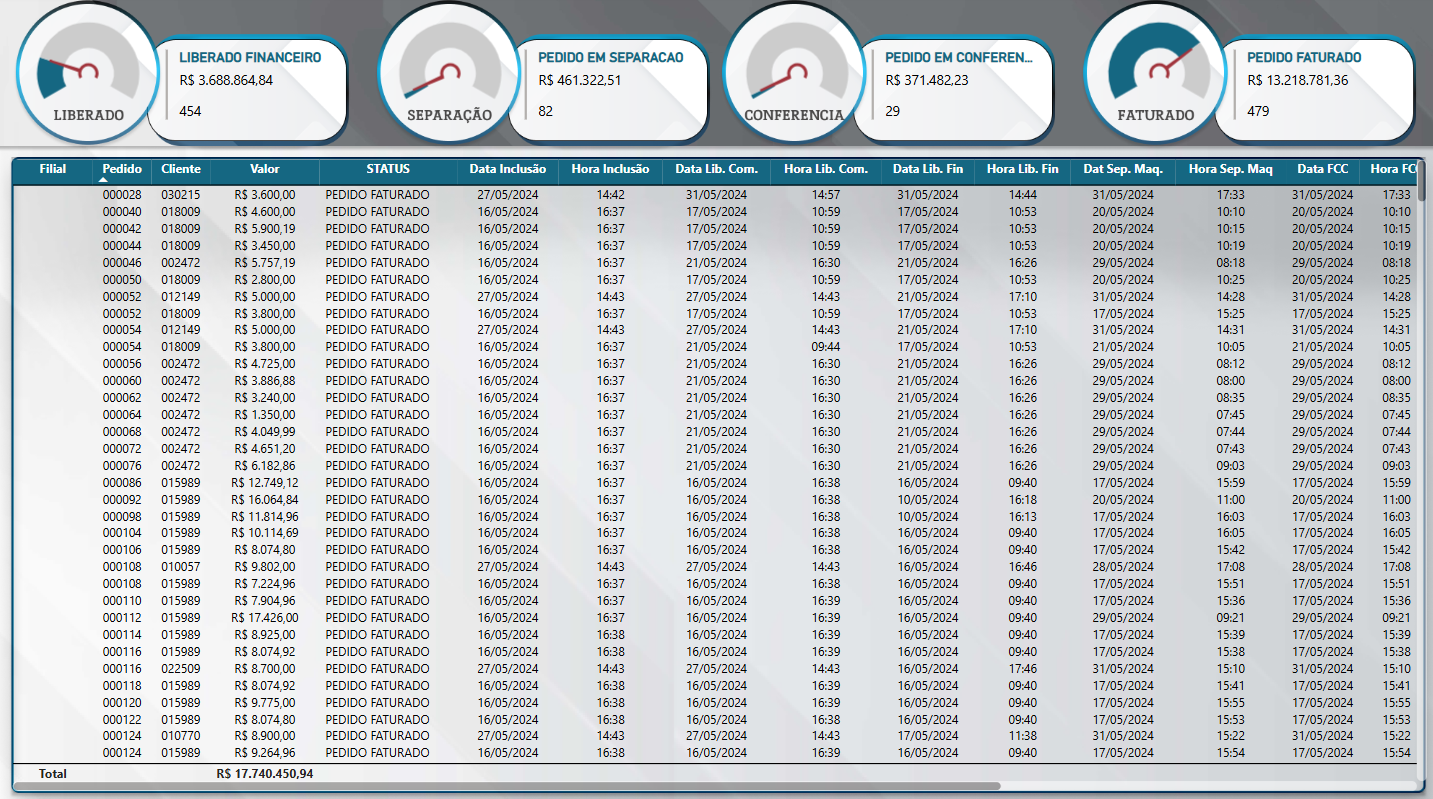 LIBERADO
LIBERADO FINANCEIRO
R$ 3.688.864,84
454
SEPARAÇÃO
PEDIDO EM SEPARACAO
R$ 461.322,51
82
CONFERENCIA
PEDIDO EM CONFEREN...
R$ 371.482,23
29
FATURADO
PEDIDO FATURADO
R$ 13.218.781,36
479
Filial Pedido Cliente Valor STATUS Data Inclusão Hora Inclusão Data Lib. Com. Hora Lib. Com. Data Lib. Fin Hora Lib. Fin Dat Sep. Maq. Hora Sep. Maq Data FCC Hora FCC
000028 030215 R$ 3.600,00 PEDIDO FATURADO 27/05/2024 14:42 31/05/2024 14:57 31/05/2024 14:44 31/05/2024 17:33 31/05/2024 17:33
000040 018009 R$ 4.600,00 PEDIDO FATURADO 16/05/2024 16:37 17/05/2024 10:59 17/05/2024 10:53 20/05/2024 10:10 20/05/2024 10:10
000042 018009 R$ 5.900,19 PEDIDO FATURADO 16/05/2024 16:37 17/05/2024 10:59 17/05/2024 10:53 20/05/2024 10:15 20/05/2024 10:15
000044 018009 R$ 3.450,00 PEDIDO FATURADO 16/05/2024 16:37 17/05/2024 10:59 17/05/2024 10:53 20/05/2024 10:19 20/05/2024 10:19
000046 002472 R$ 5.757,19 PEDIDO FATURADO 16/05/2024 16:37 21/05/2024 16:30 21/05/2024 16:26 29/05/2024 08:18 29/05/2024 08:18
000050 018009 R$ 2.800,00 PEDIDO FATURADO 16/05/2024 16:37 17/05/2024 10:59 17/05/2024 10:53 20/05/2024 10:25 20/05/2024 10:25
000052 012149 R$ 5.000,00 PEDIDO FATURADO 27/05/2024 14:43 27/05/2024 14:43 21/05/2024 17:10 31/05/2024 14:28 31/05/2024 14:28
000052 018009 R$ 3.800,00 PEDIDO FATURADO 16/05/2024 16:37 17/05/2024 10:59 17/05/2024 10:53 17/05/2024 15:25 17/05/2024 15:25
000054 012149 R$ 5.000,00 PEDIDO FATURADO 27/05/2024 14:43 27/05/2024 14:43 21/05/2024 17:10 31/05/2024 14:31 31/05/2024 14:31
000054 018009 R$ 3.800,00 PEDIDO FATURADO 16/05/2024 16:37 21/05/2024 09:44 17/05/2024 10:53 21/05/2024 10:05 21/05/2024 10:05
000056 002472 R$ 4.725,00 PEDIDO FATURADO 16/05/2024 16:37 21/05/2024 16:30 21/05/2024 16:26 29/05/2024 08:12 29/05/2024 08:12
000060 002472 R$ 3.886,88 PEDIDO FATURADO 16/05/2024 16:37 21/05/2024 16:30 21/05/2024 16:26 29/05/2024 08:00 29/05/2024 08:00
000062 002472 R$ 3.240,00 PEDIDO FATURADO 16/05/2024 16:37 21/05/2024 16:30 21/05/2024 16:26 29/05/2024 08:35 29/05/2024 08:35
000064 002472 R$ 1.350,00 PEDIDO FATURADO 16/05/2024 16:37 21/05/2024 16:30 21/05/2024 16:26 29/05/2024 07:45 29/05/2024 07:45
000068 002472 R$ 4.049,99 PEDIDO FATURADO 16/05/2024 16:37 21/05/2024 16:30 21/05/2024 16:26 29/05/2024 07:44 29/05/2024 07:44
000072 002472 R$ 4.651,20 PEDIDO FATURADO 16/05/2024 16:37 21/05/2024 16:30 21/05/2024 16:26 29/05/2024 07:43 29/05/2024 07:43
000076 002472 R$ 6.182,86 PEDIDO FATURADO 16/05/2024 16:37 21/05/2024 16:30 21/05/2024 16:26 29/05/2024 09:03 29/05/2024 09:03
000086 015989 R$ 12.749,12 PEDIDO FATURADO 16/05/2024 16:37 16/05/2024 16:38 16/05/2024 09:40 17/05/2024 15:59 17/05/2024 15:59
000092 015989 R$ 16.064,84 PEDIDO FATURADO 16/05/2024 16:37 16/05/2024 16:38 10/05/2024 16:18 20/05/2024 11:00 20/05/2024 11:00
000098 015989 R$ 11.814,96 PEDIDO FATURADO 16/05/2024 16:37 16/05/2024 16:38 10/05/2024 16:13 17/05/2024 16:03 17/05/2024 16:03
000104 015989 R$ 10.114,69 PEDIDO FATURADO 16/05/2024 16:37 16/05/2024 16:38 16/05/2024 09:40 17/05/2024 16:05 17/05/2024 16:05
000106 015989 R$ 8.074,80 PEDIDO FATURADO 16/05/2024 16:37 16/05/2024 16:38 16/05/2024 09:40 17/05/2024 15:42 17/05/2024 15:42
000108 010057 R$ 9.802,00 PEDIDO FATURADO 27/05/2024 14:43 27/05/2024 14:43 16/05/2024 16:46 28/05/2024 17:08 28/05/2024 17:08
000108 015989 R$ 7.224,96 PEDIDO FATURADO 16/05/2024 16:37 16/05/2024 16:38 16/05/2024 09:40 17/05/2024 15:51 17/05/2024 15:51
000110 015989 R$ 7.904,96 PEDIDO FATURADO 16/05/2024 16:37 16/05/2024 16:39 16/05/2024 09:40 17/05/2024 15:36 17/05/2024 15:36
000112 015989 R$ 17.426,00 PEDIDO FATURADO 16/05/2024 16:37 16/05/2024 16:39 16/05/2024 09:40 29/05/2024 09:21 29/05/2024 09:21
000114 015989 R$ 8.925,00 PEDIDO FATURADO 16/05/2024 16:38 16/05/2024 16:39 16/05/2024 09:40 17/05/2024 15:39 17/05/2024 15:39
000116 015989 R$ 8.074,92 PEDIDO FATURADO 16/05/2024 16:38 16/05/2024 16:39 16/05/2024 09:40 17/05/2024 15:38 17/05/2024 15:38
000116 022509 R$ 8.700,00 PEDIDO FATURADO 27/05/2024 14:43 27/05/2024 14:43 16/05/2024 17:46 31/05/2024 15:10 31/05/2024 15:10
000118 015989 R$ 8.074,92 PEDIDO FATURADO 16/05/2024 16:38 16/05/2024 16:39 16/05/2024 09:40 17/05/2024 15:41 17/05/2024 15:41
000120 015989 R$ 9.775,00 PEDIDO FATURADO 16/05/2024 16:38 16/05/2024 16:39 16/05/2024 09:40 17/05/2024 15:55 17/05/2024 15:55
000122 015989 R$ 8.074,80 PEDIDO FATURADO 16/05/2024 16:38 16/05/2024 16:38 16/05/2024 09:40 17/05/2024 15:53 17/05/2024 15:53
000124 010770 R$ 8.900,00 PEDIDO FATURADO 27/05/2024 14:43 27/05/2024 14:43 17/05/2024 11:38 31/05/2024 15:22 31/05/2024 15:22
000124 015989 R$ 9.264,96 PEDIDO FATURADO 16/05/2024 16:38 16/05/2024 16:39 16/05/2024 09:40 17/05/2024 15:54 17/05/2024 15:54
Total R$ 17.740.450,94